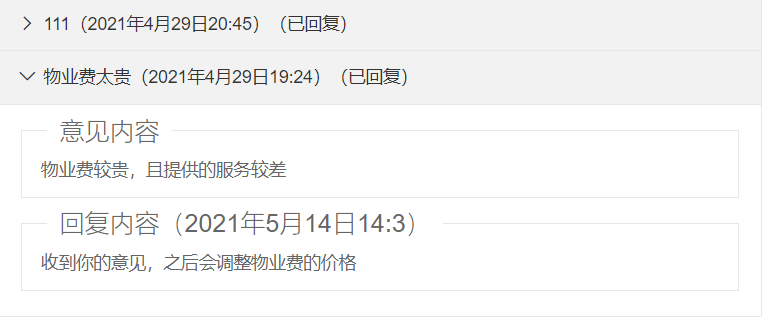 111（2021年4月29日20:45）（已回复）
物业费太贵（2021年4月29日19:24）（已回复）
意见内容
物业费较贵，且提供的服务较差
回复内容（2021年5月14日14:3）
收到你的意见，之后会调整物业费的价格